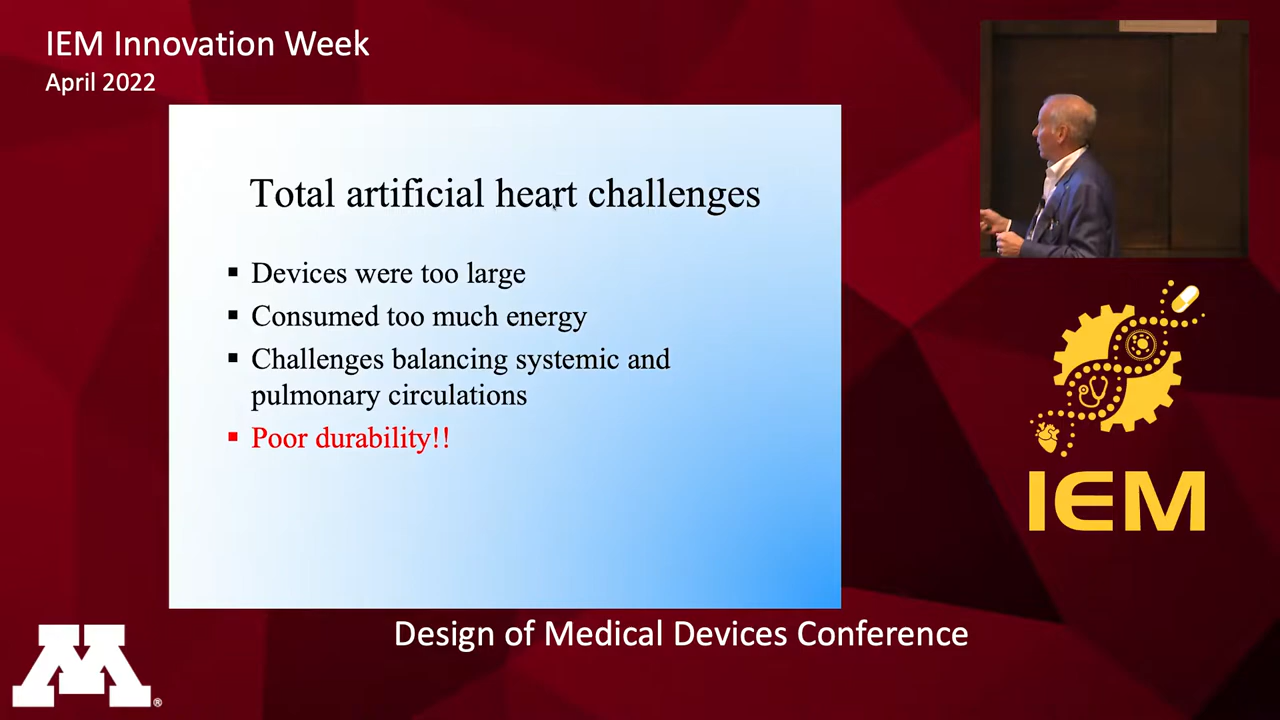 IEM Innovation Week
April 2022
Total artificial heart challenges
▪ Devices were too large
▪ Consumed too much energy
▪ Challenges balancing systemic and
pulmonary circulations
▪ Poor durability!!
IEM
Design of Medical Devices Conference
M®